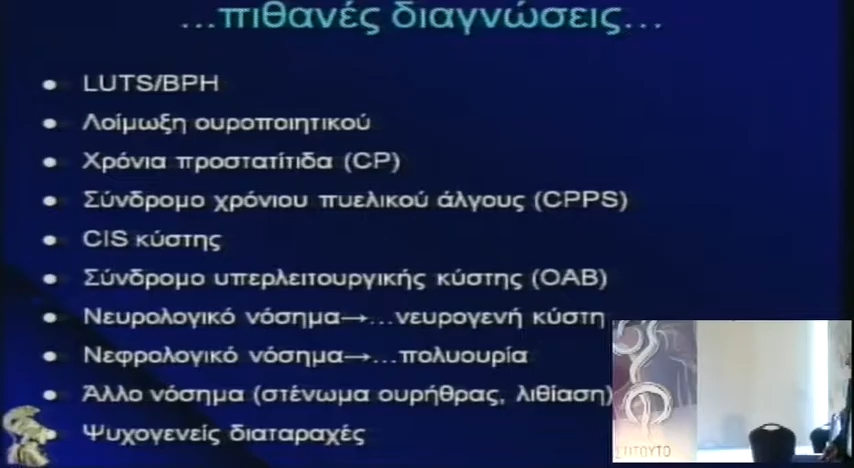 ...πιθανές διαγνώσεις...
● LUTS/BPH
● Λοίμωξη ουροποιητικού
● Χρόνια προστατίτιδα (CP)
● Σύνδρομο χρόνιου πυελικού άλγους (CPPS)
● CIS κύστης
● Σύνδρομο υπερλειτουργικής κύστης (OAB)
● Νευρολογικό νόσημα→...νευρογενή κύστη
● Νεφρολογικό νόσημα→...πολυουρία
● Άλλο νόσημα (στένωμα ουρήθρας, λιθίαση)
● Ψυχογενείς διαταραχές